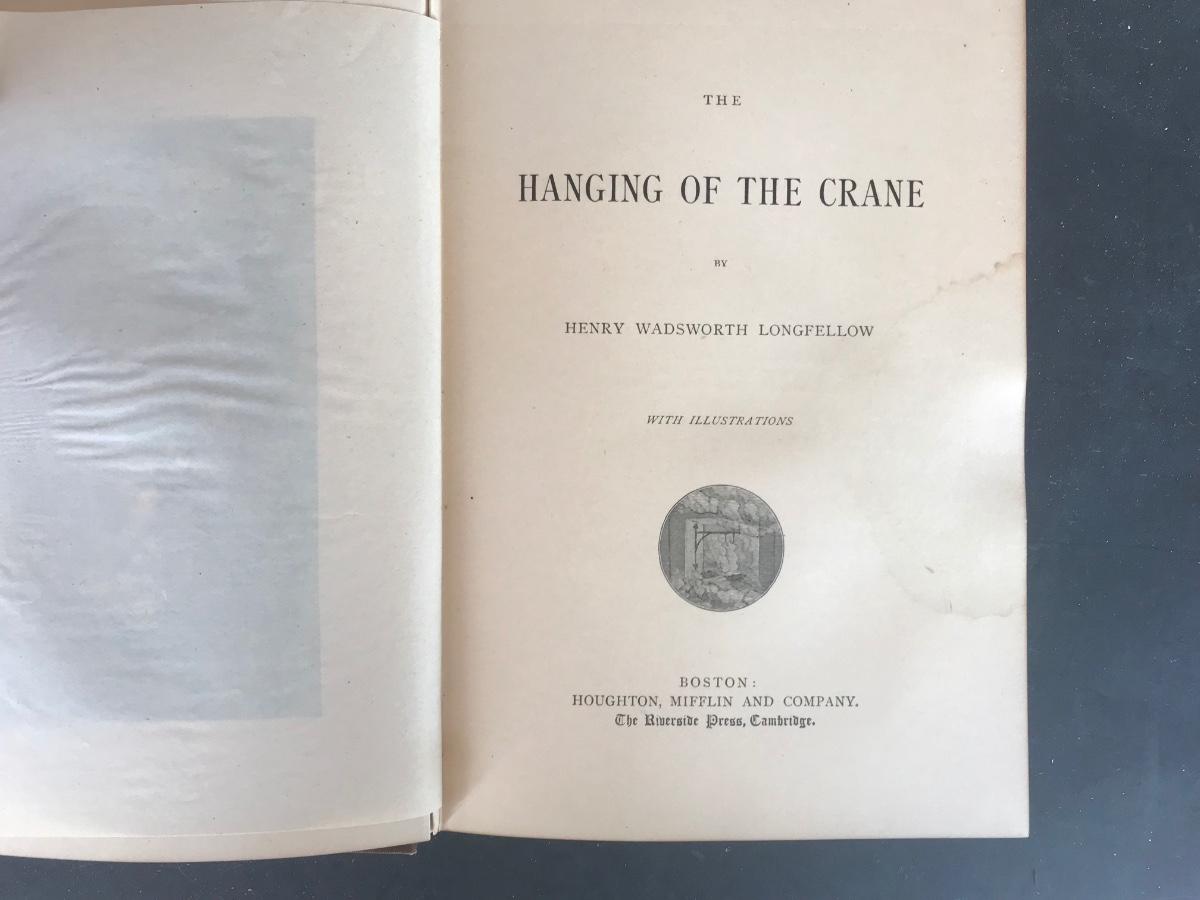 THE
HANGING OF THE CRANE
BY
HENRY WADSWORTH LONGFELLOW
WITH ILLUSTRATIONS
BOSTON:
HOUGHTON, MIFFLIN AND COMPANY.
The Riverside Press, Cambridge.